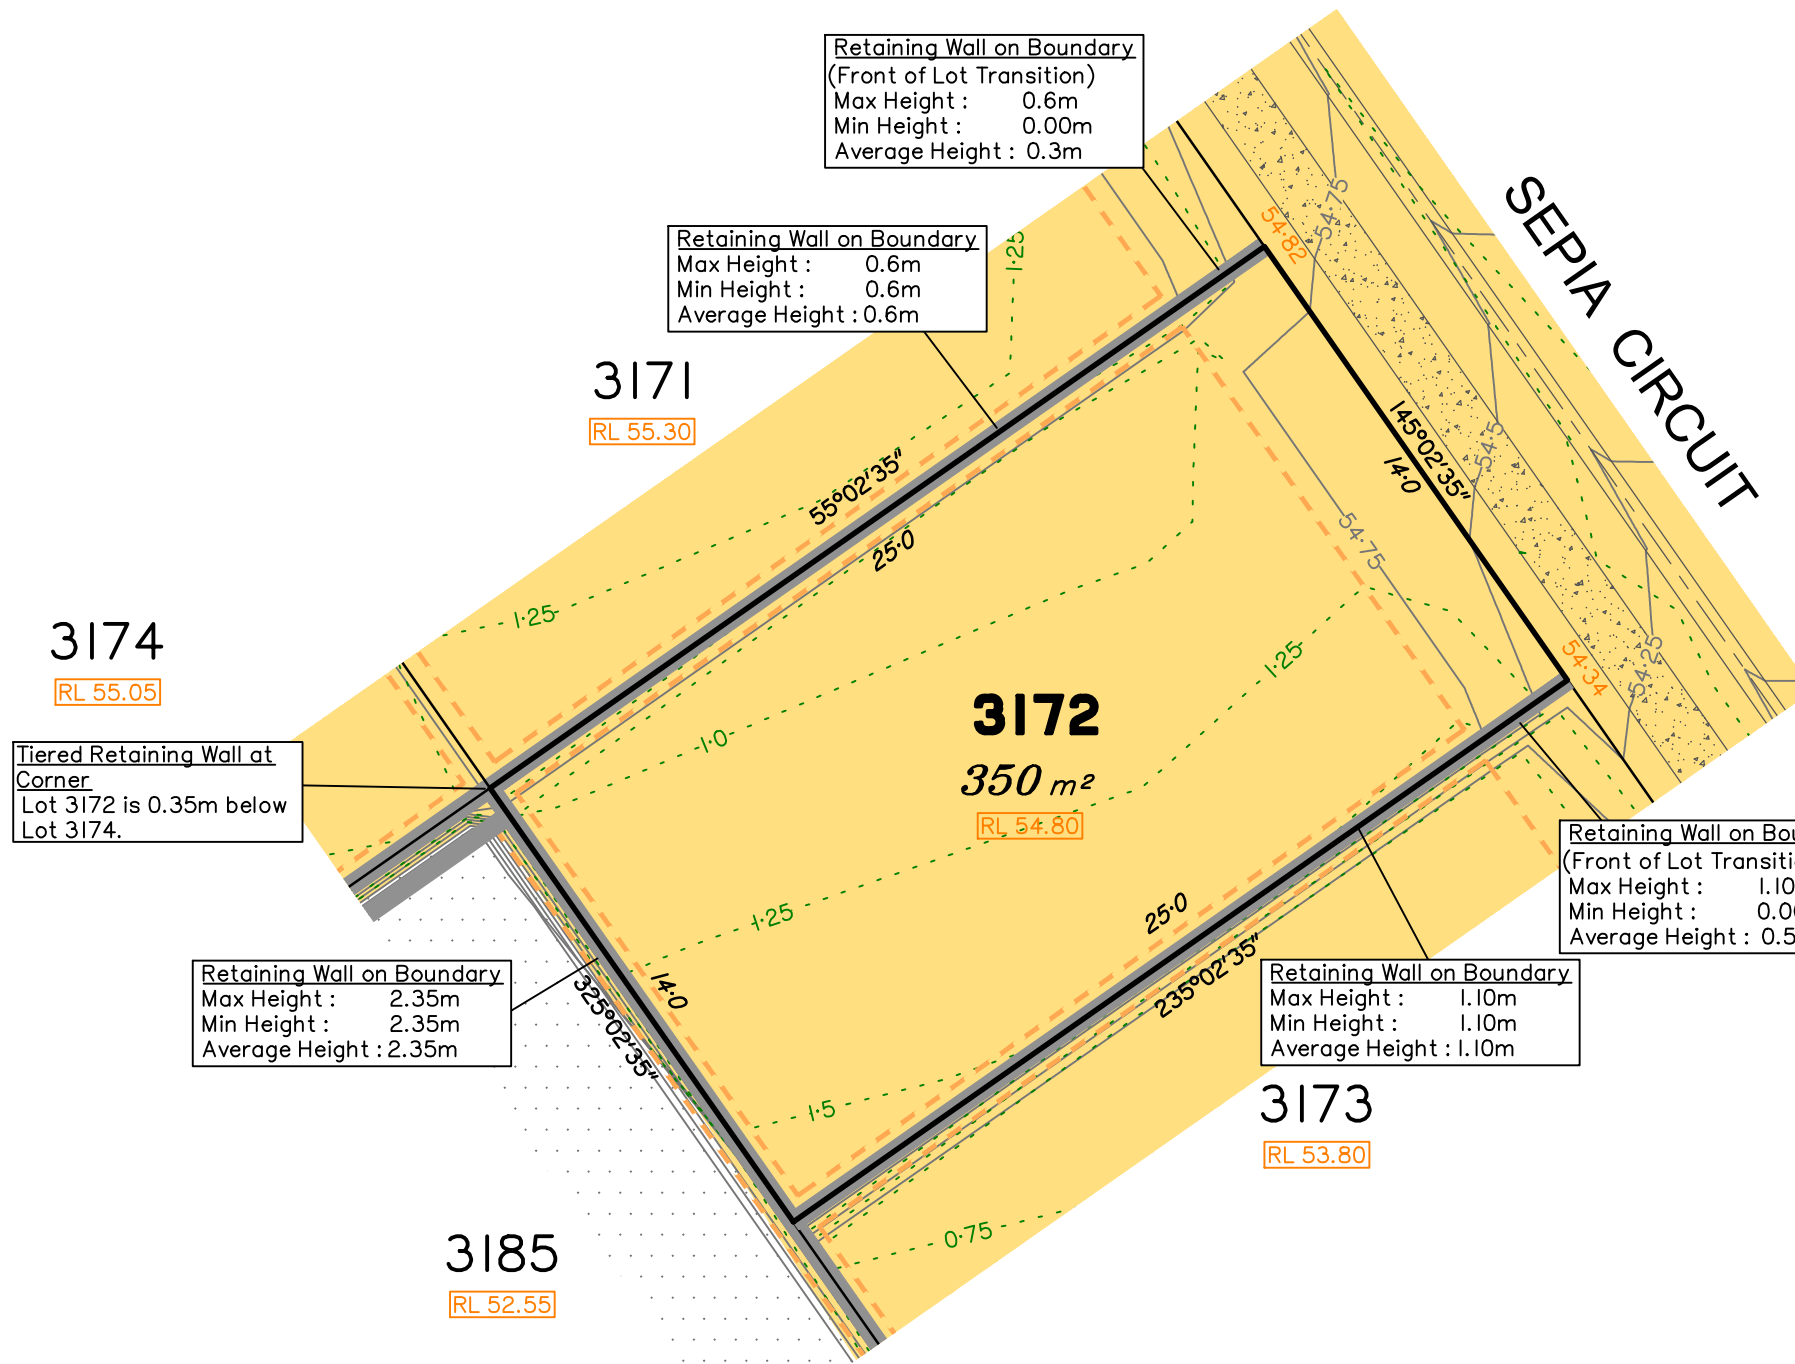 Retaining Wall on Boundary
(Front of Lot Transition)
Max Height : 0.6m
Min Height : 0.00m
Average Height : 0.3m
Retaining Wall on Boundary
Max Height : 0.6m
Min Height : 0.6m
Average Height : 0.6m
SEPIA CIRCUIT
54·82
54·75
1·25
3171
RL 55.30
55°02'35"
25·0
145°02'35"
14·0
54·5
54·75
1·25
3174
RL 55.05
54·34
54·25
1·25
1·0
3172
350 m²
RL 54.80
Tiered Retaining Wall at
Corner
Lot 3172 is 0.35m below
Lot 3174.
1·25
25·0
235°02'35"
Retaining Wall on Bou
(Front of Lot Transiti
Max Height : 1.10
Min Height : 0.0
Average Height : 0.5
Retaining Wall on Boundary
Max Height : 2.35m
Min Height : 2.35m
Average Height : 2.35m
14·0
325°02'35"
Retaining Wall on Boundary
Max Height : 1.10m
Min Height : 1.10m
Average Height : 1.10m
1·5
3173
RL 53.80
0·75
3185
RL 52.55